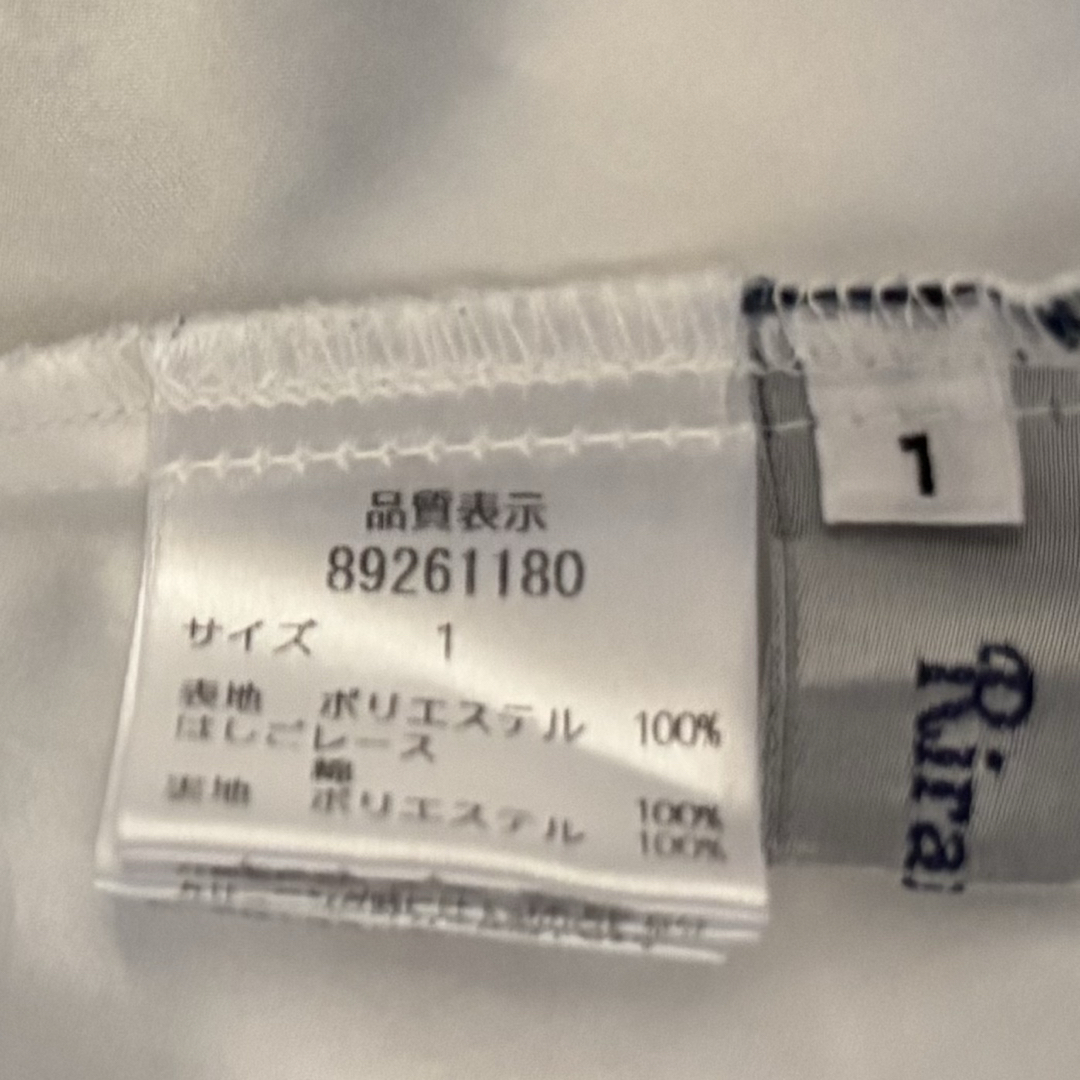 品質表示
89261180
サイズ 1
表地 ポリエステル 100%
はしごレース
綿 100%
裏地 ポリエステル 100%
1
Rira